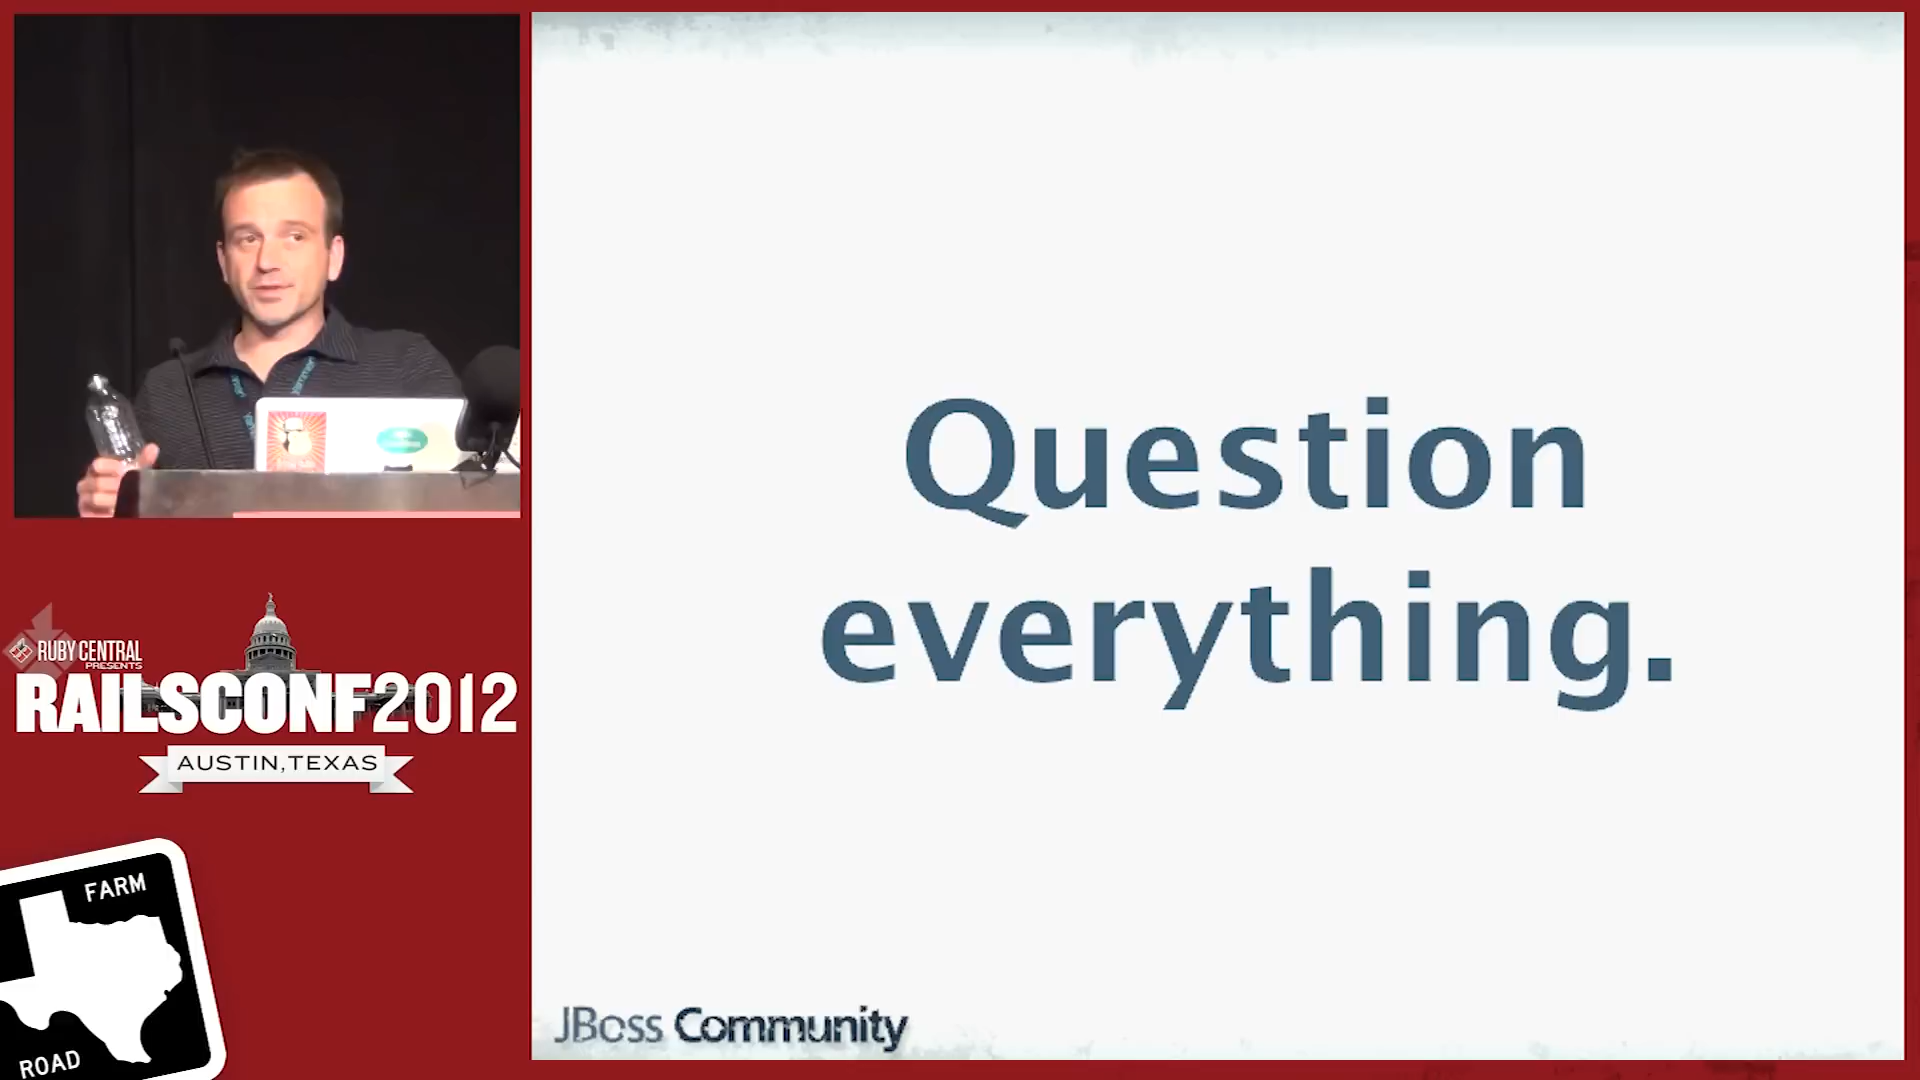 Question
everything.
JBoss Community
RUBY CENTRAL
PRESENTS
RAILSCONF2012
AUSTIN, TEXAS
FARM
ROAD